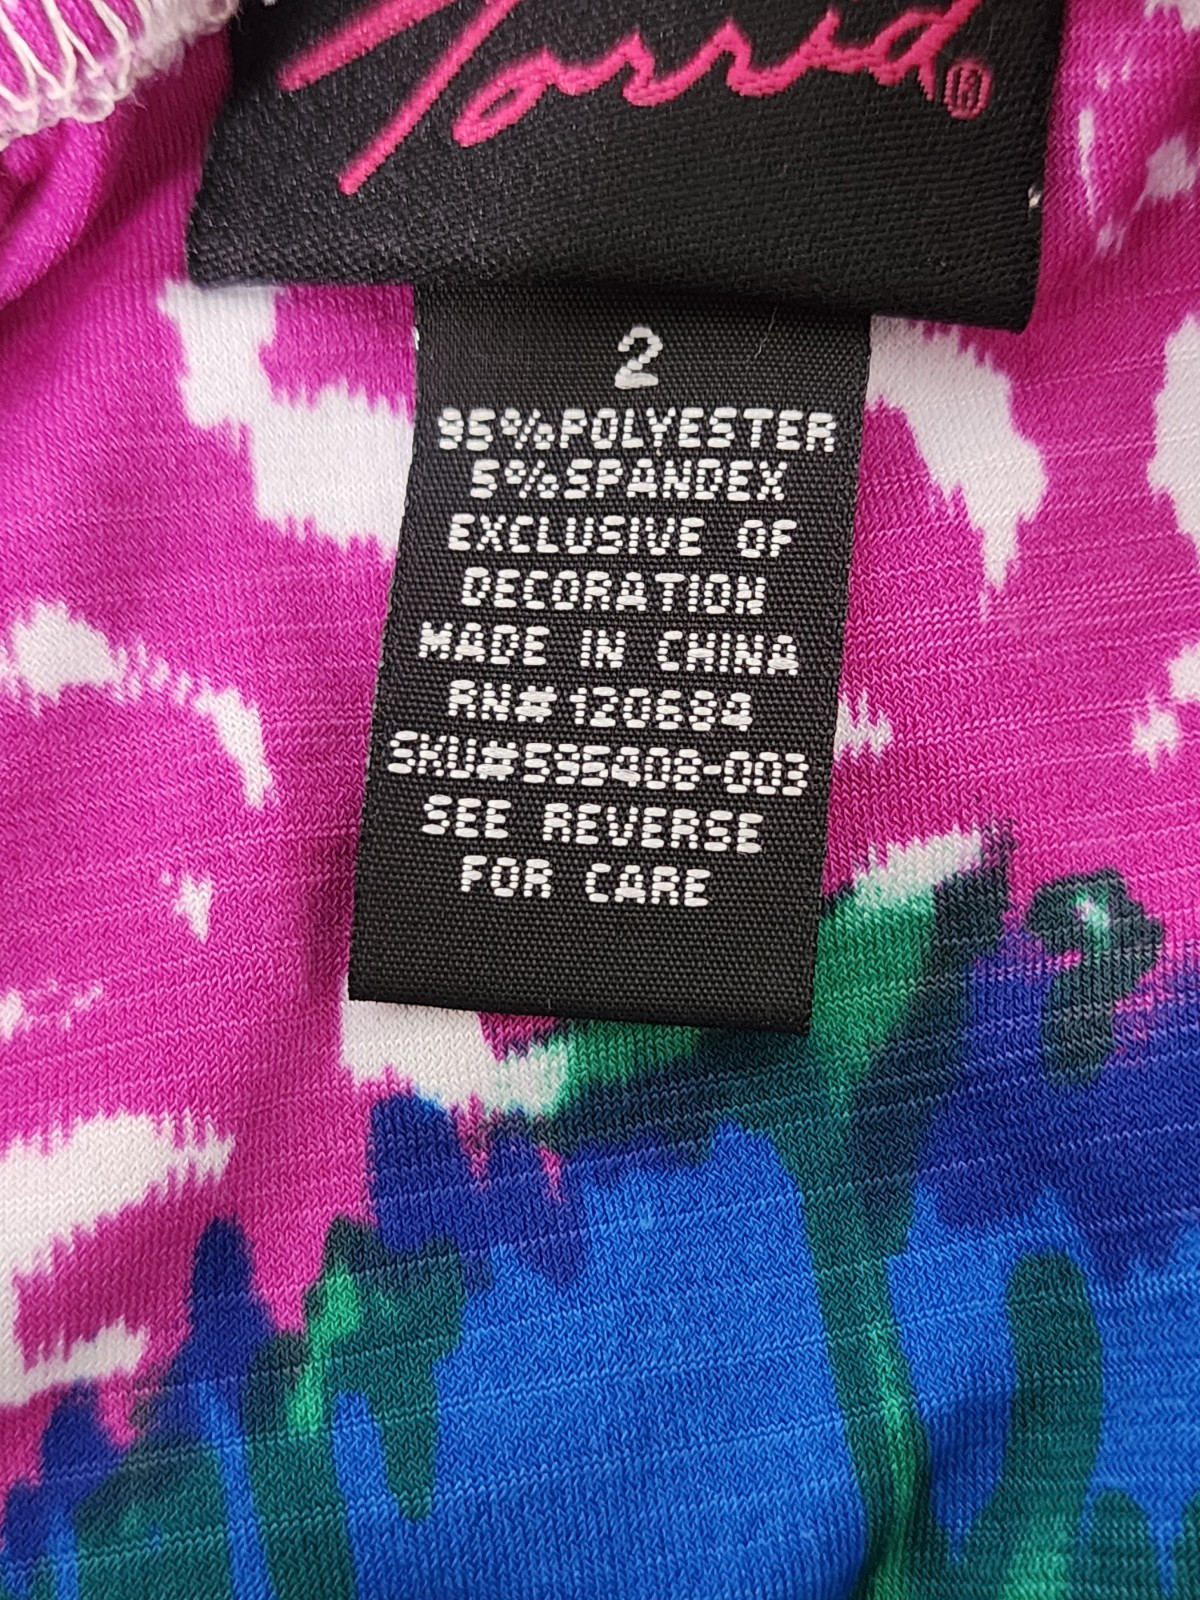 Torrid®
2
95%POLYESTER
5%SPANDEX
EXCLUSIVE OF
DECORATION
MADE IN CHINA
RN#120684
SKU#595408-003
SEE REVERSE
FOR CARE